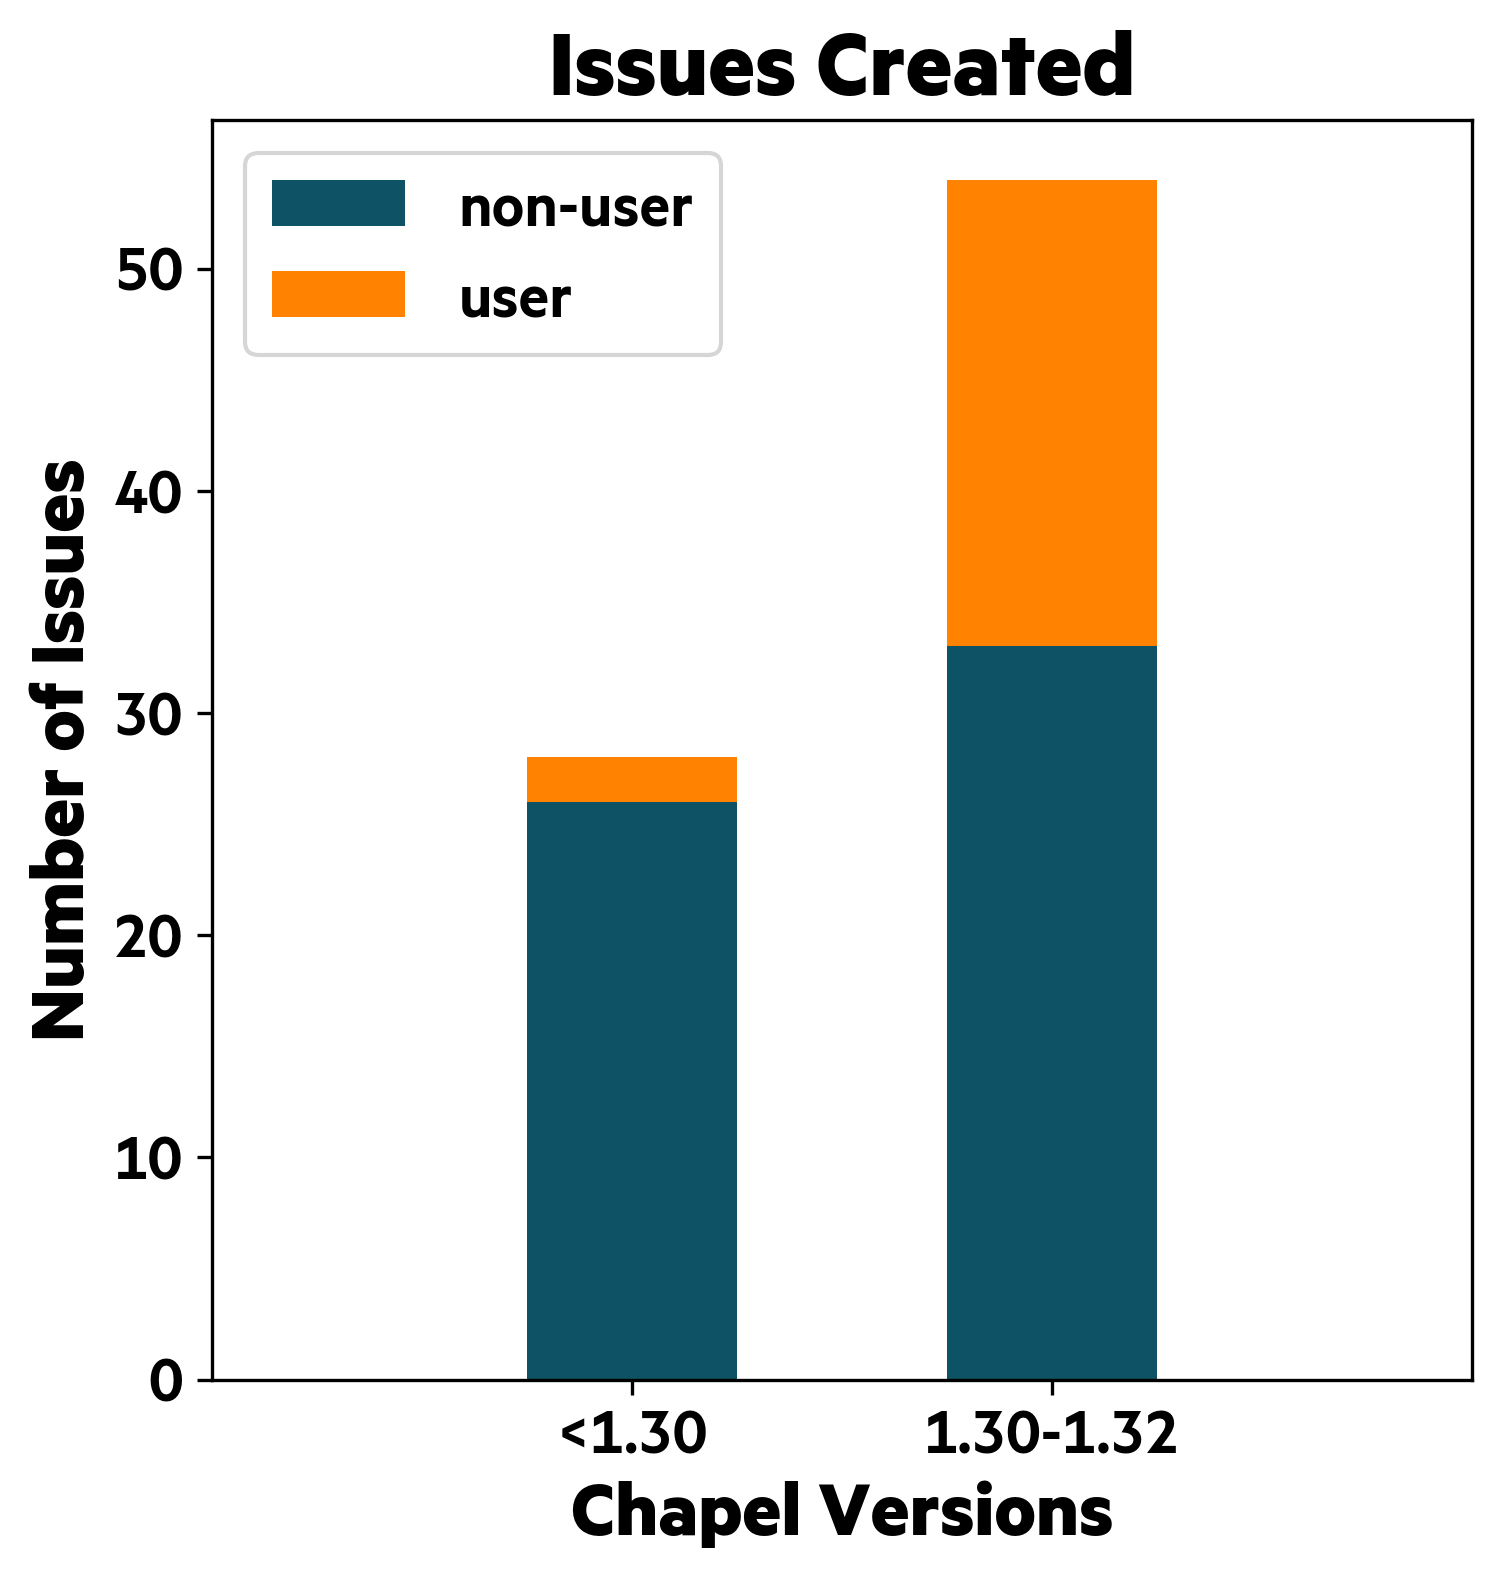 Issues Created
non-user
user
50
40
30
20
10
0
Number of Issues
<1.30
1.30-1.32
Chapel Versions